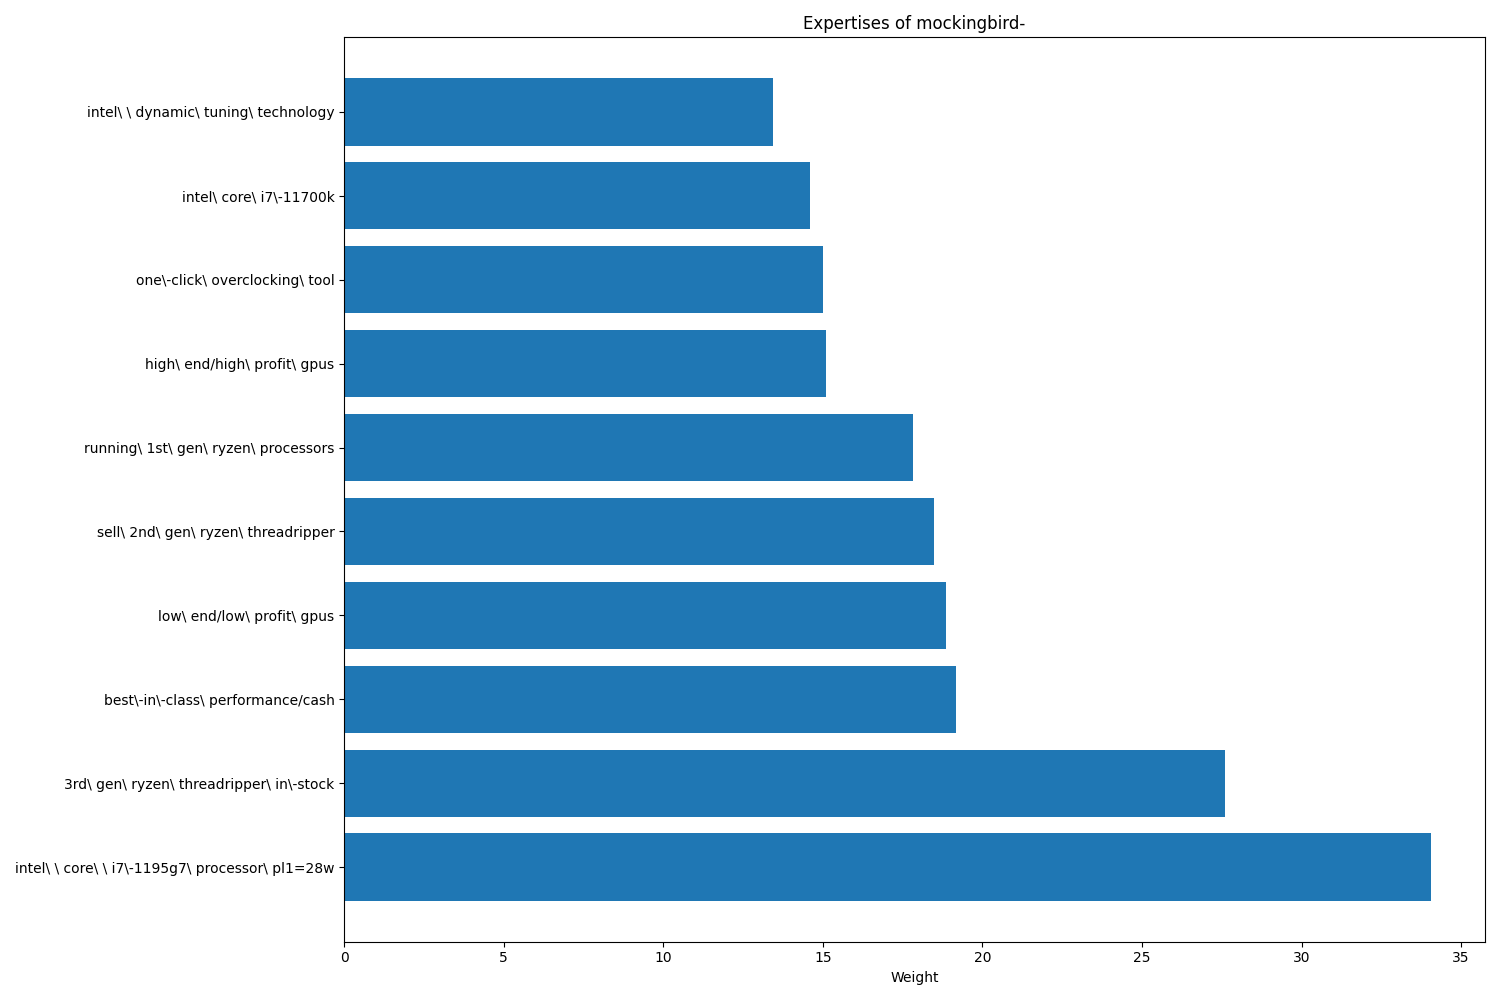 Expertises of mockingbird-
intel\ \ dynamic\ tuning\ technology
intel\ core\ i7\-11700k
one\-click\ overclocking\ tool
high\ end/high\ profit\ gpus
running\ 1st\ gen\ ryzen\ processors
sell\ 2nd\ gen\ ryzen\ threadripper
low\ end/low\ profit\ gpus
best\-in\-class\ performance/cash
3rd\ gen\ ryzen\ threadripper\ in\-stock
intel\ \ core\ \ i7\-1195g7\ processor\ pl1=28w
0 5 10 15 20 25 30 35
Weight